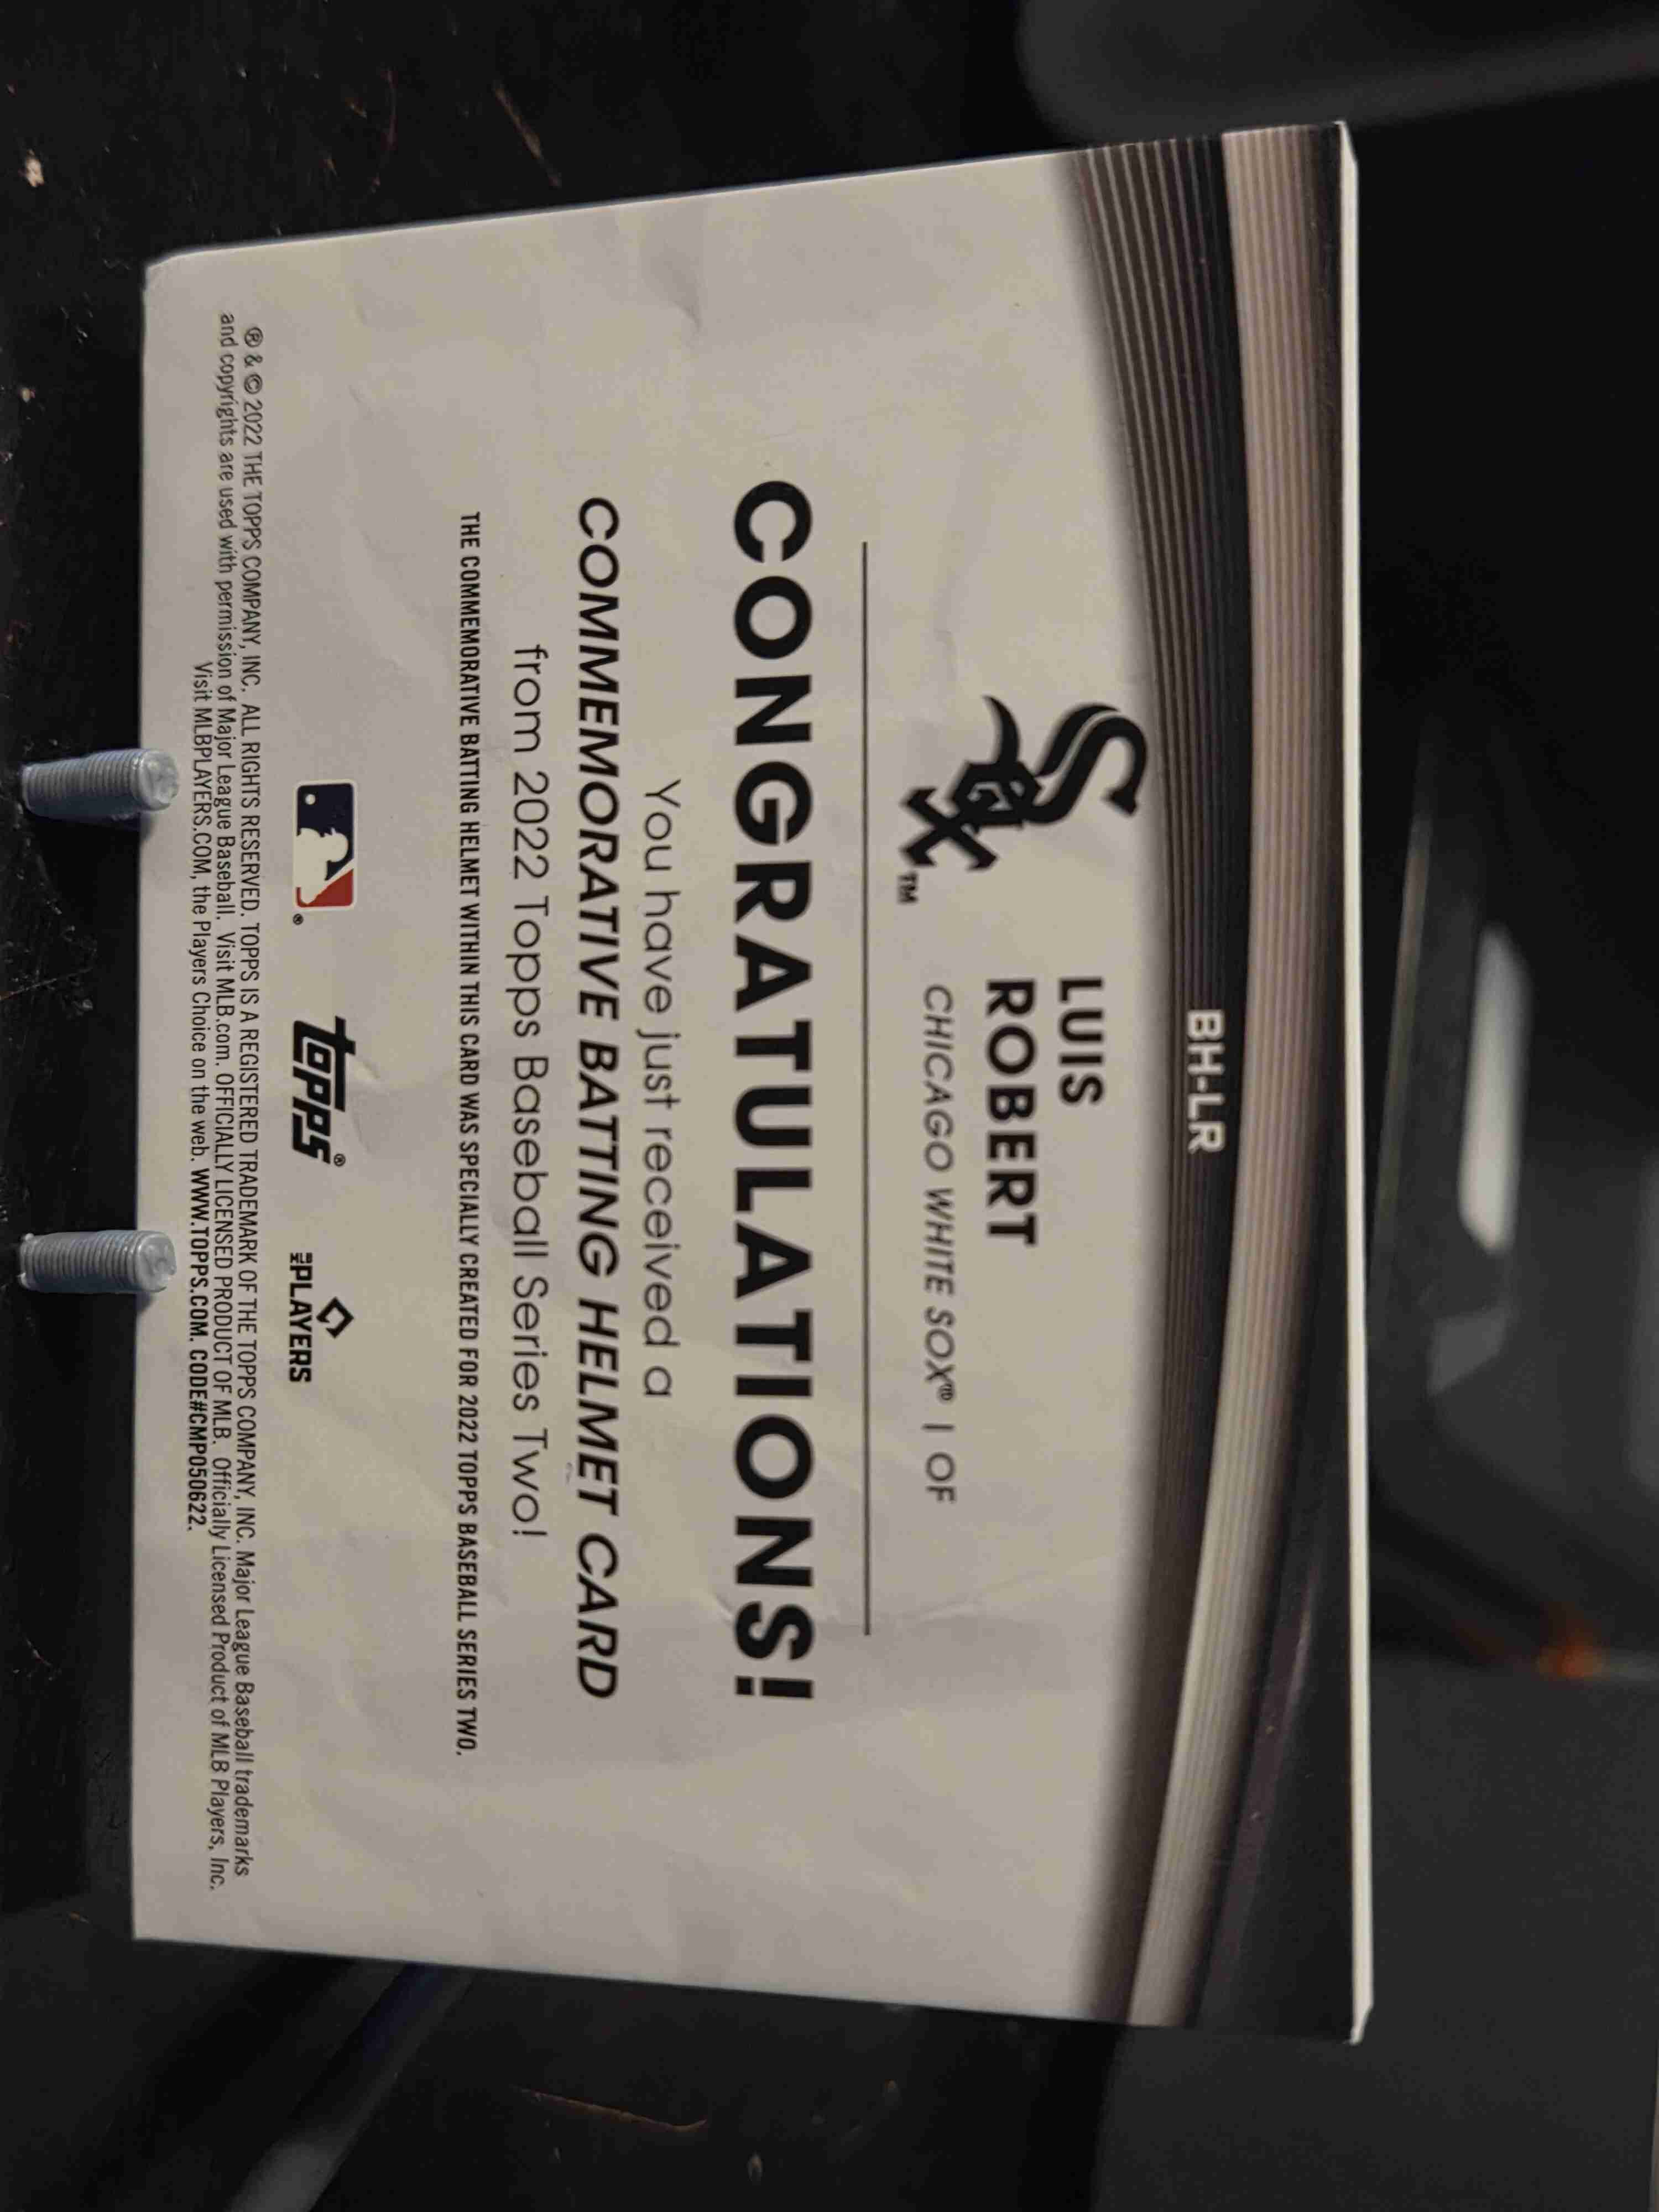 BH-LR
Sox™
LUIS
ROBERT
CHICAGO WHITE SOX® | OF
CONGRATULATIONS!
You have just received a
COMMEMORATIVE BATTING HELMET CARD
from 2022 Topps Baseball Series Two!
THE COMMEMORATIVE BATTING HELMET WITHIN THIS CARD WAS SPECIALLY CREATED FOR 2022 TOPPS BASEBALL SERIES TWO.
®
topps®
MLB PLAYERS
® & © 2022 THE TOPPS COMPANY, INC. ALL RIGHTS RESERVED. TOPPS IS A REGISTERED TRADEMARK OF THE TOPPS COMPANY, INC. Major League Baseball trademarks
and copyrights are used with permission of Major League Baseball. Visit MLB.com. OFFICIALLY LICENSED PRODUCT OF MLB. Officially Licensed Product of MLB Players, Inc.
Visit MLBPLAYERS.COM, the Players Choice on the web. WWW.TOPPS.COM. CODE#CMP050622.